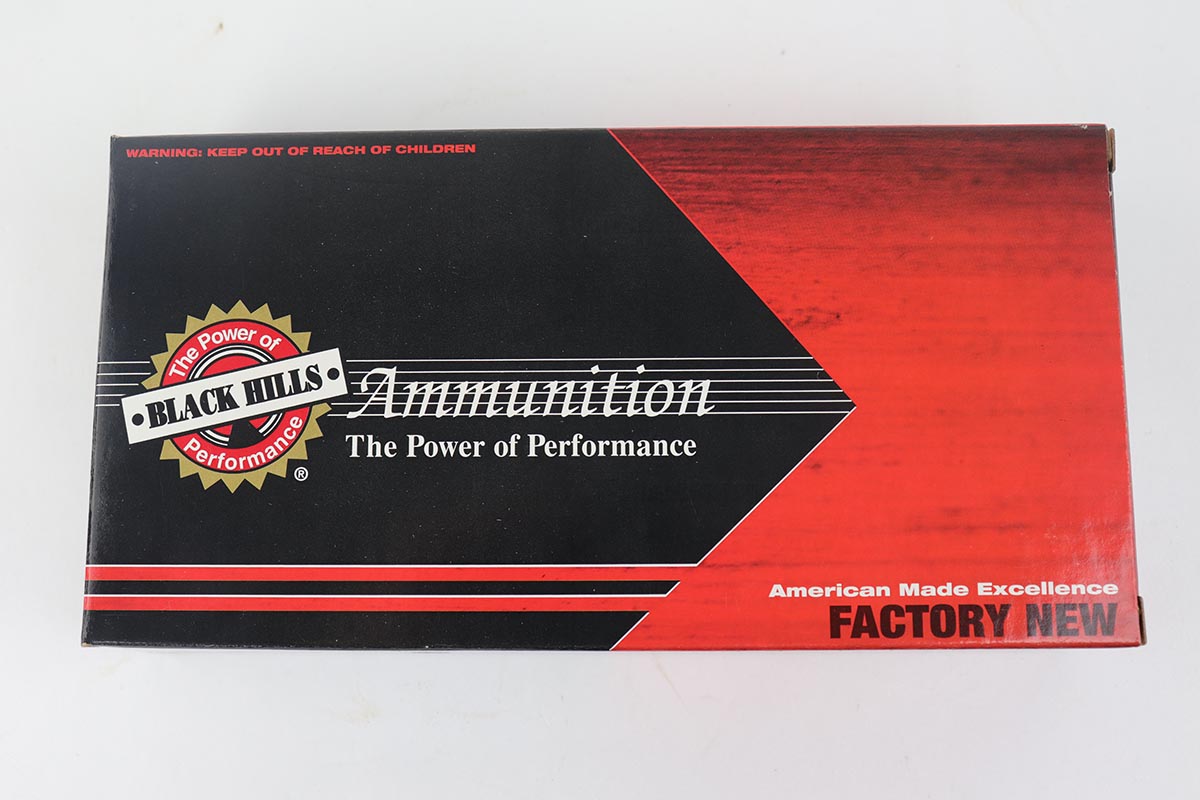 WARNING: KEEP OUT OF REACH OF CHILDREN
The Power of
• BLACK HILLS •
Performance
®
Ammunition
The Power of Performance
American Made Excellence
FACTORY NEW